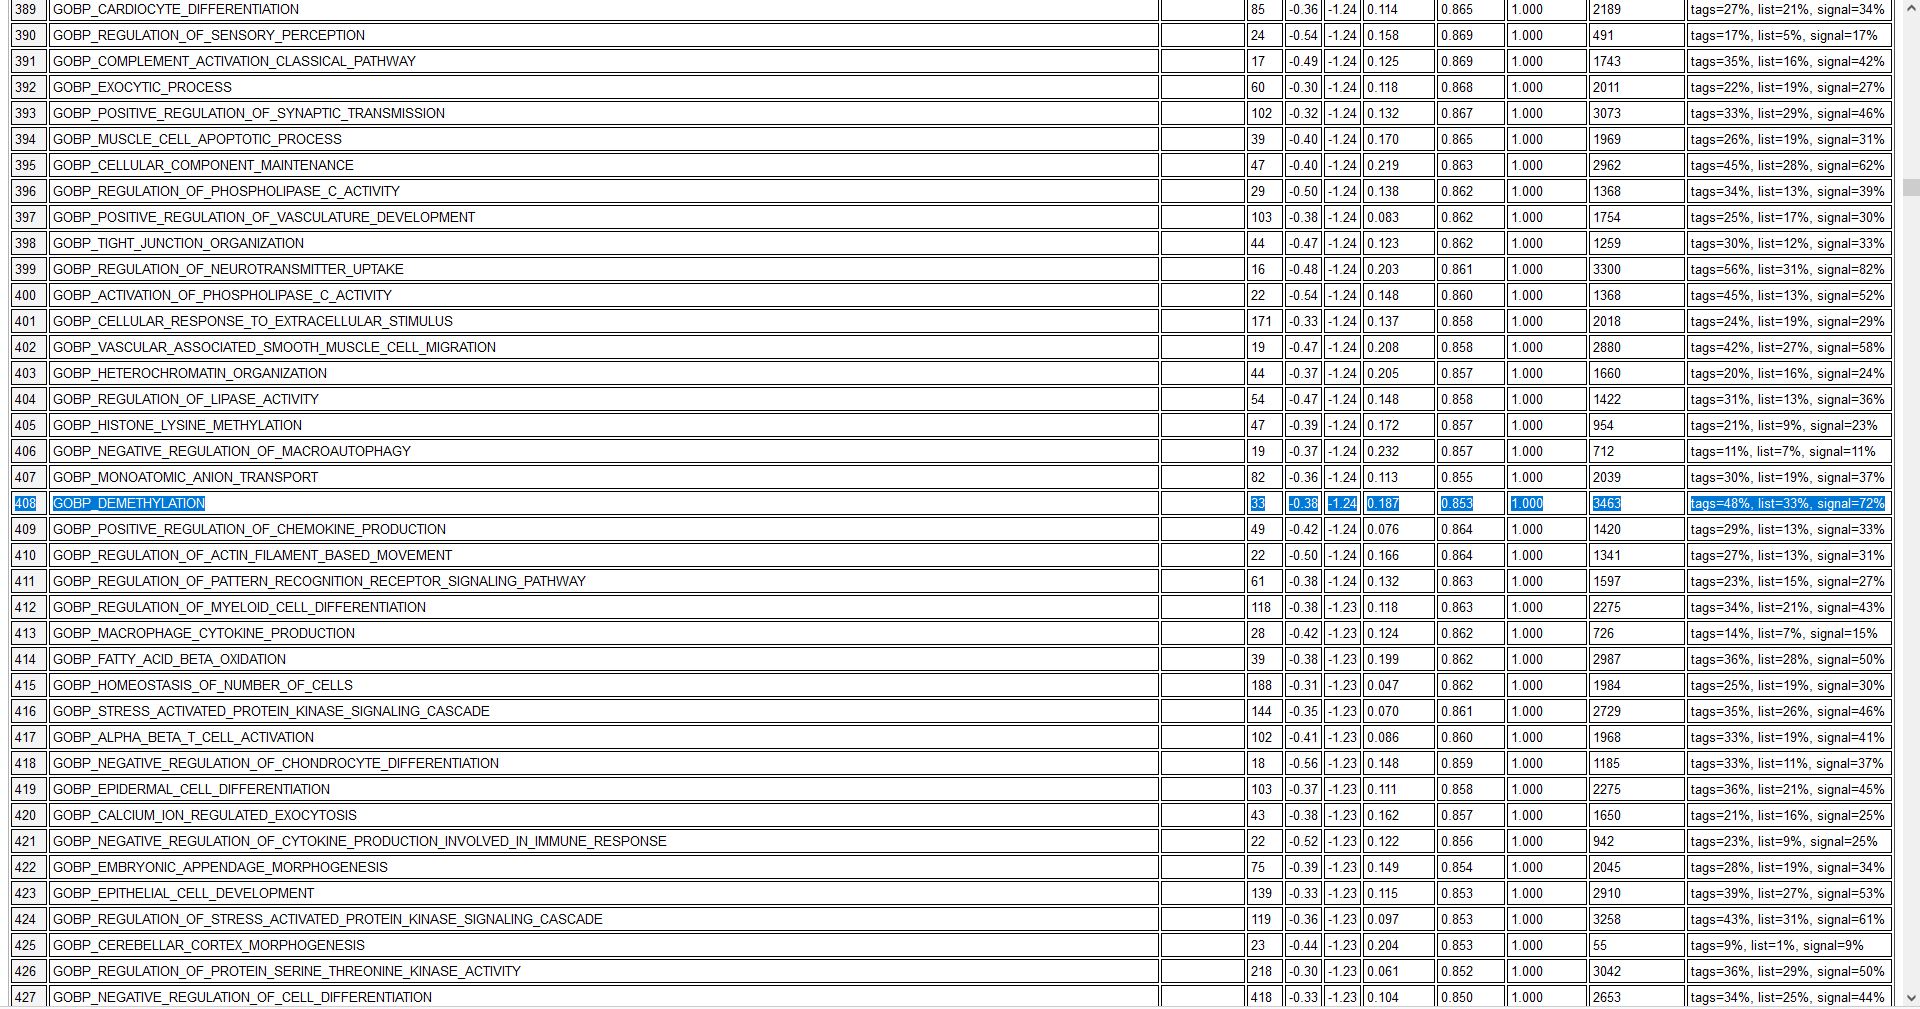 389 GOBP_CARDIOCYTE_DIFFERENTIATION 85 -0.36 -1.24 0.114 0.865 1.000 2189 tags=27%, list=21%, signal=34%
390 GOBP_REGULATION_OF_SENSORY_PERCEPTION 24 -0.54 -1.24 0.158 0.869 1.000 491 tags=17%, list=5%, signal=17%
391 GOBP_COMPLEMENT_ACTIVATION_CLASSICAL_PATHWAY 17 -0.49 -1.24 0.125 0.869 1.000 1743 tags=35%, list=16%, signal=42%
392 GOBP_EXOCYTIC_PROCESS 60 -0.30 -1.24 0.118 0.868 1.000 2011 tags=22%, list=19%, signal=27%
393 GOBP_POSITIVE_REGULATION_OF_SYNAPTIC_TRANSMISSION 102 -0.32 -1.24 0.132 0.867 1.000 3073 tags=33%, list=29%, signal=46%
394 GOBP_MUSCLE_CELL_APOPTOTIC_PROCESS 39 -0.40 -1.24 0.170 0.865 1.000 1969 tags=26%, list=19%, signal=31%
395 GOBP_CELLULAR_COMPONENT_MAINTENANCE 47 -0.40 -1.24 0.219 0.863 1.000 2962 tags=45%, list=28%, signal=62%
396 GOBP_REGULATION_OF_PHOSPHOLIPASE_C_ACTIVITY 29 -0.50 -1.24 0.138 0.862 1.000 1368 tags=34%, list=13%, signal=39%
397 GOBP_POSITIVE_REGULATION_OF_VASCULATURE_DEVELOPMENT 103 -0.38 -1.24 0.083 0.862 1.000 1754 tags=25%, list=17%, signal=30%
398 GOBP_TIGHT_JUNCTION_ORGANIZATION 44 -0.47 -1.24 0.123 0.862 1.000 1259 tags=30%, list=12%, signal=33%
399 GOBP_REGULATION_OF_NEUROTRANSMITTER_UPTAKE 16 -0.48 -1.24 0.203 0.861 1.000 3300 tags=56%, list=31%, signal=82%
400 GOBP_ACTIVATION_OF_PHOSPHOLIPASE_C_ACTIVITY 22 -0.54 -1.24 0.148 0.860 1.000 1368 tags=45%, list=13%, signal=52%
401 GOBP_CELLULAR_RESPONSE_TO_EXTRACELLULAR_STIMULUS 171 -0.33 -1.24 0.137 0.858 1.000 2018 tags=24%, list=19%, signal=29%
402 GOBP_VASCULAR_ASSOCIATED_SMOOTH_MUSCLE_CELL_MIGRATION 19 -0.47 -1.24 0.208 0.858 1.000 2880 tags=42%, list=27%, signal=58%
403 GOBP_HETEROCHROMATIN_ORGANIZATION 44 -0.37 -1.24 0.205 0.857 1.000 1660 tags=20%, list=16%, signal=24%
404 GOBP_REGULATION_OF_LIPASE_ACTIVITY 54 -0.47 -1.24 0.148 0.858 1.000 1422 tags=31%, list=13%, signal=36%
405 GOBP_HISTONE_LYSINE_METHYLATION 47 -0.39 -1.24 0.172 0.857 1.000 954 tags=21%, list=9%, signal=23%
406 GOBP_NEGATIVE_REGULATION_OF_MACROAUTOPHAGY 19 -0.37 -1.24 0.232 0.857 1.000 712 tags=11%, list=7%, signal=11%
407 GOBP_MONOATOMIC_ANION_TRANSPORT 82 -0.36 -1.24 0.113 0.855 1.000 2039 tags=30%, list=19%, signal=37%
408 GOBP_DEMETHYLATION 33 -0.38 -1.24 0.187 0.853 1.000 3463 tags=48%, list=33%, signal=72%
409 GOBP_POSITIVE_REGULATION_OF_CHEMOKINE_PRODUCTION 49 -0.42 -1.24 0.076 0.864 1.000 1420 tags=29%, list=13%, signal=33%
410 GOBP_REGULATION_OF_ACTIN_FILAMENT_BASED_MOVEMENT 22 -0.50 -1.24 0.166 0.864 1.000 1341 tags=27%, list=13%, signal=31%
411 GOBP_REGULATION_OF_PATTERN_RECOGNITION_RECEPTOR_SIGNALING_PATHWAY 61 -0.38 -1.24 0.132 0.863 1.000 1597 tags=23%, list=15%, signal=27%
412 GOBP_REGULATION_OF_MYELOID_CELL_DIFFERENTIATION 118 -0.38 -1.23 0.118 0.863 1.000 2275 tags=34%, list=21%, signal=43%
413 GOBP_MACROPHAGE_CYTOKINE_PRODUCTION 28 -0.42 -1.23 0.124 0.862 1.000 726 tags=14%, list=7%, signal=15%
414 GOBP_FATTY_ACID_BETA_OXIDATION 39 -0.38 -1.23 0.199 0.862 1.000 2987 tags=36%, list=28%, signal=50%
415 GOBP_HOMEOSTASIS_OF_NUMBER_OF_CELLS 188 -0.31 -1.23 0.047 0.862 1.000 1984 tags=25%, list=19%, signal=30%
416 GOBP_STRESS_ACTIVATED_PROTEIN_KINASE_SIGNALING_CASCADE 144 -0.35 -1.23 0.070 0.861 1.000 2729 tags=35%, list=26%, signal=46%
417 GOBP_ALPHA_BETA_T_CELL_ACTIVATION 102 -0.41 -1.23 0.086 0.860 1.000 1968 tags=33%, list=19%, signal=41%
418 GOBP_NEGATIVE_REGULATION_OF_CHONDROCYTE_DIFFERENTIATION 18 -0.56 -1.23 0.148 0.859 1.000 1185 tags=33%, list=11%, signal=37%
419 GOBP_EPIDERMAL_CELL_DIFFERENTIATION 103 -0.37 -1.23 0.111 0.858 1.000 2275 tags=36%, list=21%, signal=45%
420 GOBP_CALCIUM_ION_REGULATED_EXOCYTOSIS 43 -0.38 -1.23 0.162 0.857 1.000 1650 tags=21%, list=16%, signal=25%
421 GOBP_NEGATIVE_REGULATION_OF_CYTOKINE_PRODUCTION_INVOLVED_IN_IMMUNE_RESPONSE 22 -0.52 -1.23 0.122 0.856 1.000 942 tags=23%, list=9%, signal=25%
422 GOBP_EMBRYONIC_APPENDAGE_MORPHOGENESIS 75 -0.39 -1.23 0.149 0.854 1.000 2045 tags=28%, list=19%, signal=34%
423 GOBP_EPITHELIAL_CELL_DEVELOPMENT 139 -0.33 -1.23 0.115 0.853 1.000 2910 tags=39%, list=27%, signal=53%
424 GOBP_REGULATION_OF_STRESS_ACTIVATED_PROTEIN_KINASE_SIGNALING_CASCADE 119 -0.36 -1.23 0.097 0.853 1.000 3258 tags=43%, list=31%, signal=61%
425 GOBP_CEREBELLAR_CORTEX_MORPHOGENESIS 23 -0.44 -1.23 0.204 0.853 1.000 55 tags=9%, list=1%, signal=9%
426 GOBP_REGULATION_OF_PROTEIN_SERINE_THREONINE_KINASE_ACTIVITY 218 -0.30 -1.23 0.061 0.852 1.000 3042 tags=36%, list=29%, signal=50%
427 GOBP_NEGATIVE_REGULATION_OF_CELL_DIFFERENTIATION 418 -0.33 -1.23 0.104 0.850 1.000 2653 tags=34%, list=25%, signal=44%